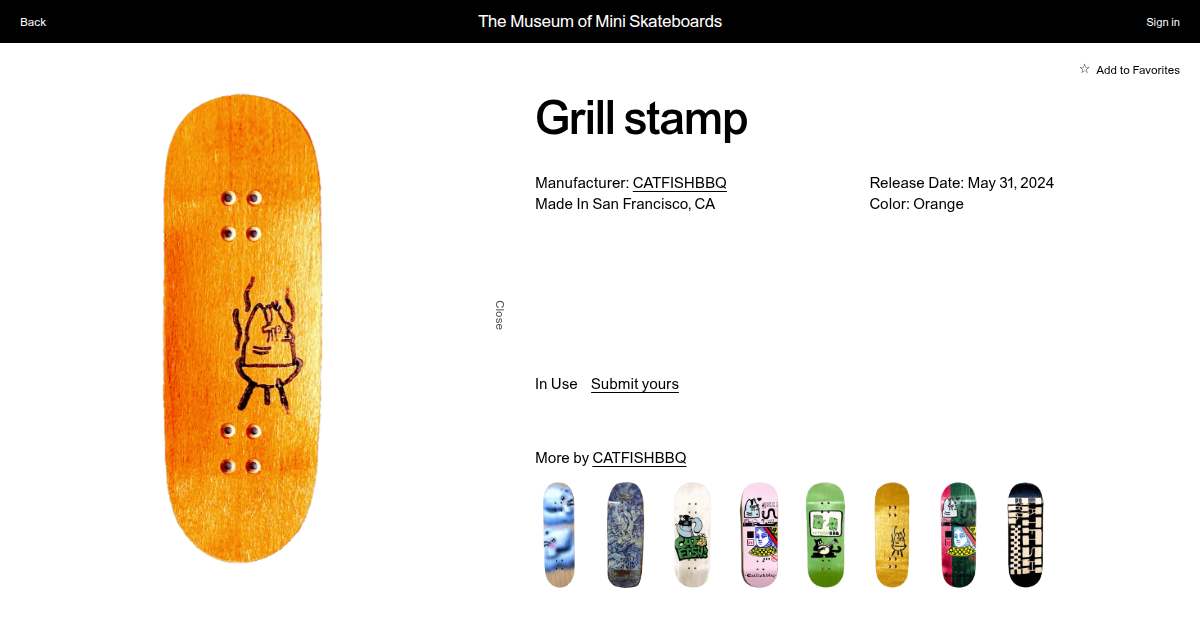 Back
The Museum of Mini Skateboards
Sign in
☆ Add to Favorites
Grill stamp
Manufacturer: CATFISHBBQ
Made In San Francisco, CA
Release Date: May 31, 2024
Color: Orange
Close
In Use Submit yours
More by CATFISHBBQ